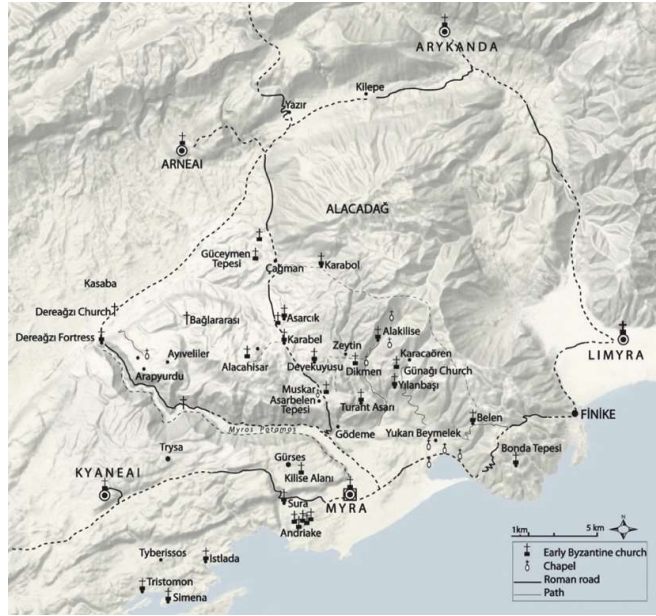 ARYKANDA
Kilepe
Yazır
ARNEAI
ALACADAĞ
Güceymen
Tepesi
Çağman
Karabol
Kasaba
Dereağzı Church
Bağlararası
Asarcık
Alakilise
Dereağzı Fortress
Karabel
Zeytin
LIMYRA
Ayıveliler
Alacahisar
Devekuyusu
Dikmen
Karacaören
Günağı Church
Arapyurdu
Yılanbaşı
Muskar
Asarbelen
Tepesi
Turant Asarı
Belen
FİNİKE
Myros Potamos
Gödeme
Yukarı Beymelek
Trysa
Bonda Tepesi
Gürses
KYANEAI
Kilise Alanı
Sura
MYRA
Andriake
N
1km
5 km
Tyberissos
Istlada
Early Byzantine church
Chapel
Tristomon
Roman road
Simena
Path